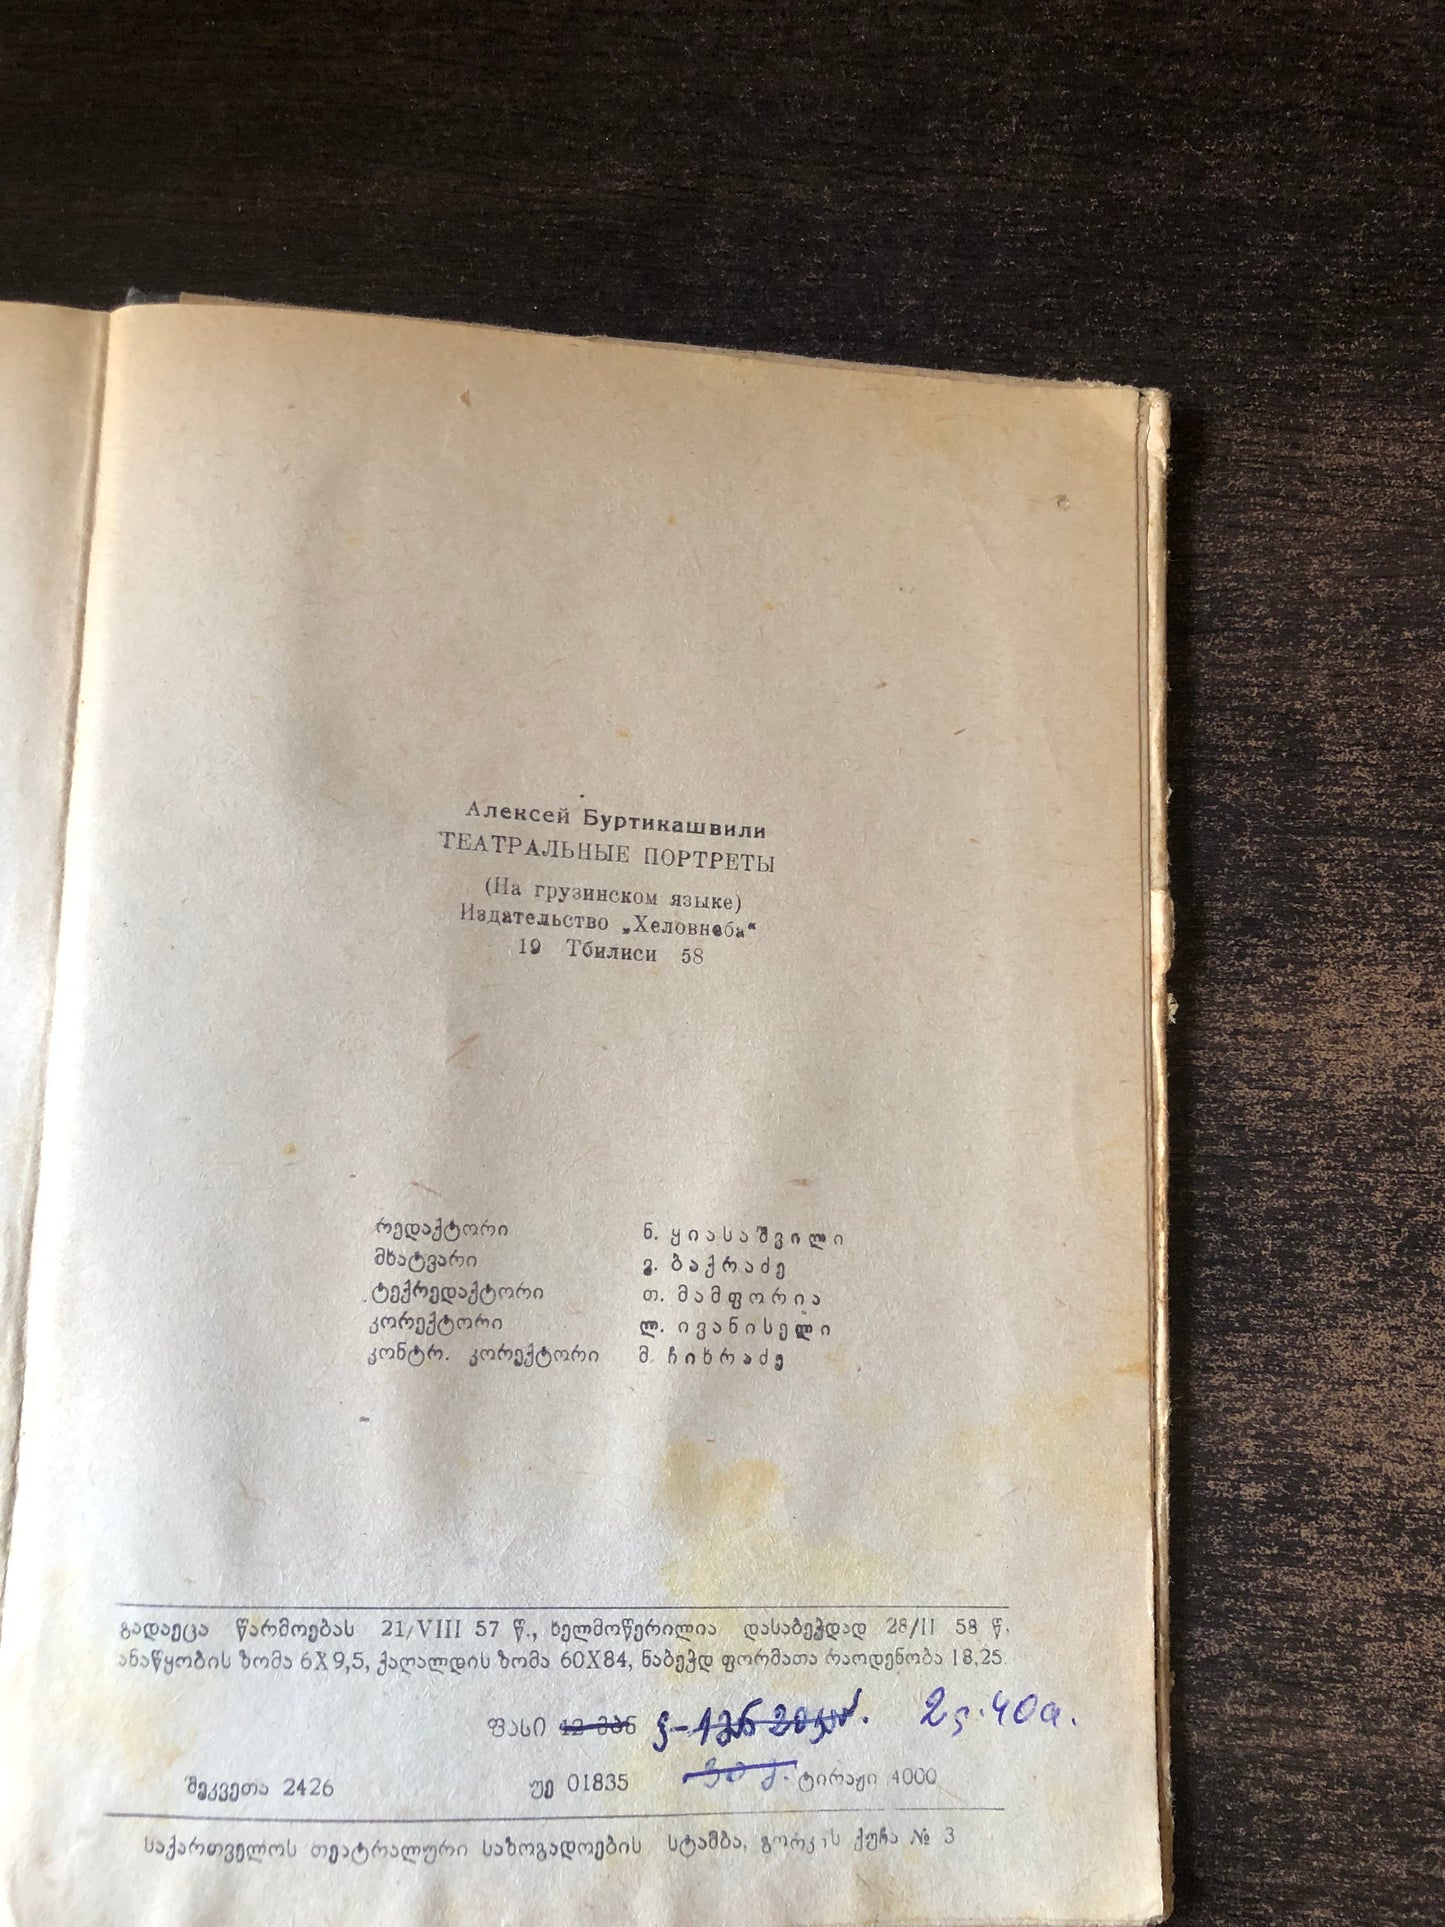 Алексей Буртикашвили
ТЕАТРАЛЬНЫЕ ПОРТРЕТЫ
(На грузинском языке)
Издательство „Хеловнеба“
19 Тбилиси 58
რედაქტორი ნ. ყიასაშვილი
მხატვარი გ. ბაქრაძე
ტექრედაქტორი თ. მამფორია
კორექტორი ლ. ივანისელი
კონტრ. კორექტორი მ. ჩიხრაძე
გადაეცა წარმოებას 21/VIII 57 წ., ხელმოწერილია დასაბეჭდად 28/II 58 წ.
ანაწყობის ზომა 6X9,5, ქაღალდის ზომა 60X84, ნაბეჭდ ფორმათა რაოდენობა 18,25.
ფასი 12 მან
შეკვეთა 2426 უე 01835 ტირაჟი 4000
საქართველოს თეატრალური საზოგადოების სტამბა, გორკის ქუჩა № 3